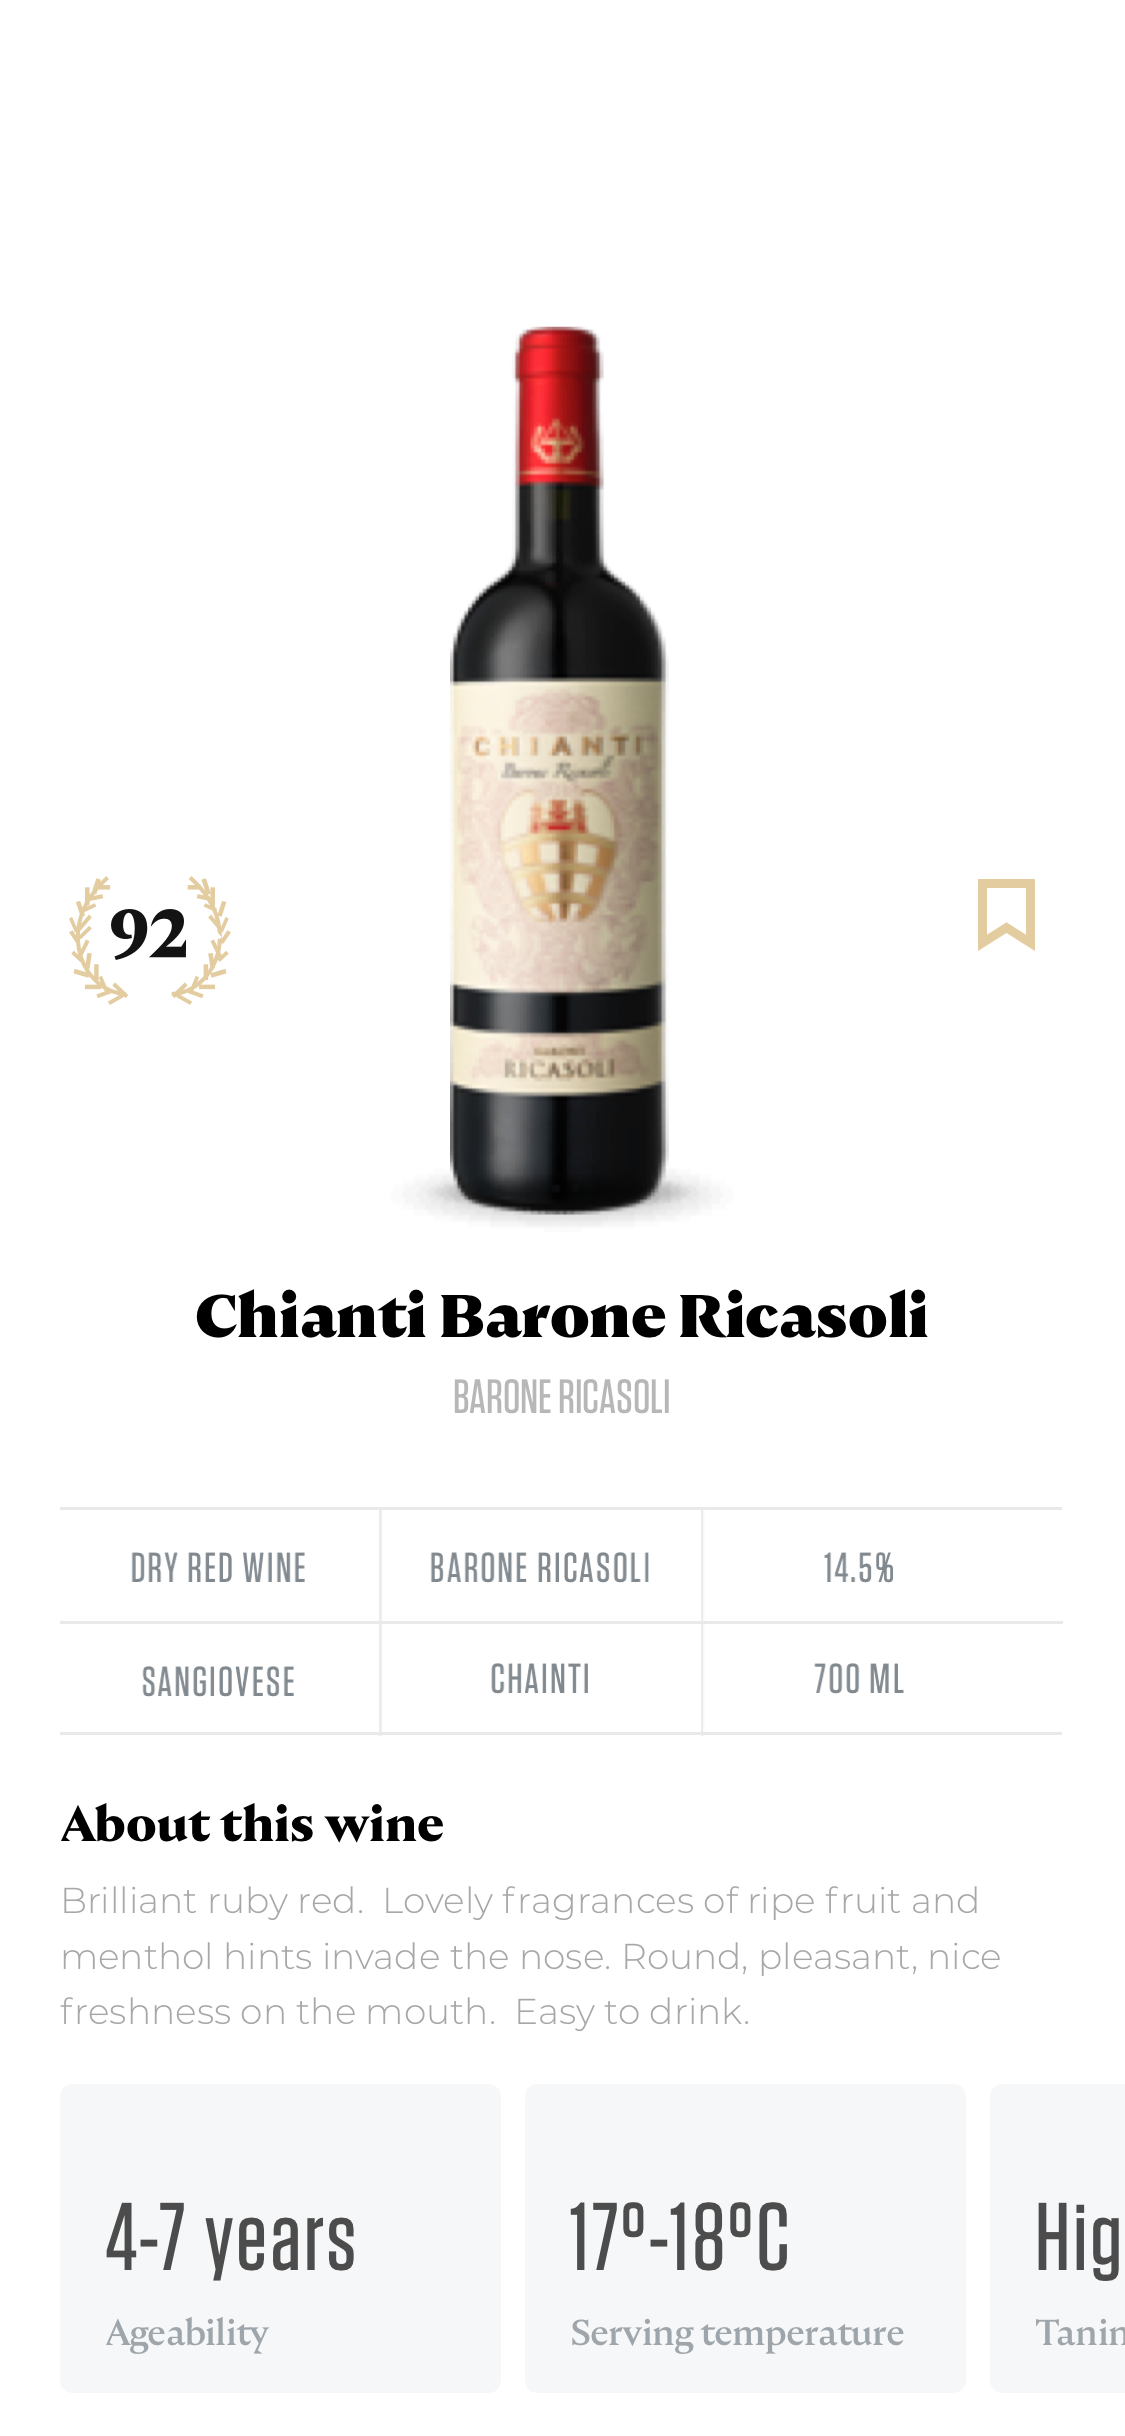 CHIANTI
Barone Ricasoli
RICASOLI
92
Chianti Barone Ricasoli
BARONE RICASOLI
DRY RED WINE BARONE RICASOLI 14.5%
SANGIOVESE CHAINTI 700 ML
About this wine
Brilliant ruby red. Lovely fragrances of ripe fruit and
menthol hints invade the nose. Round, pleasant, nice
freshness on the mouth. Easy to drink.
4-7 years 17º-18ºC Hig
Ageability Serving temperature Tanin